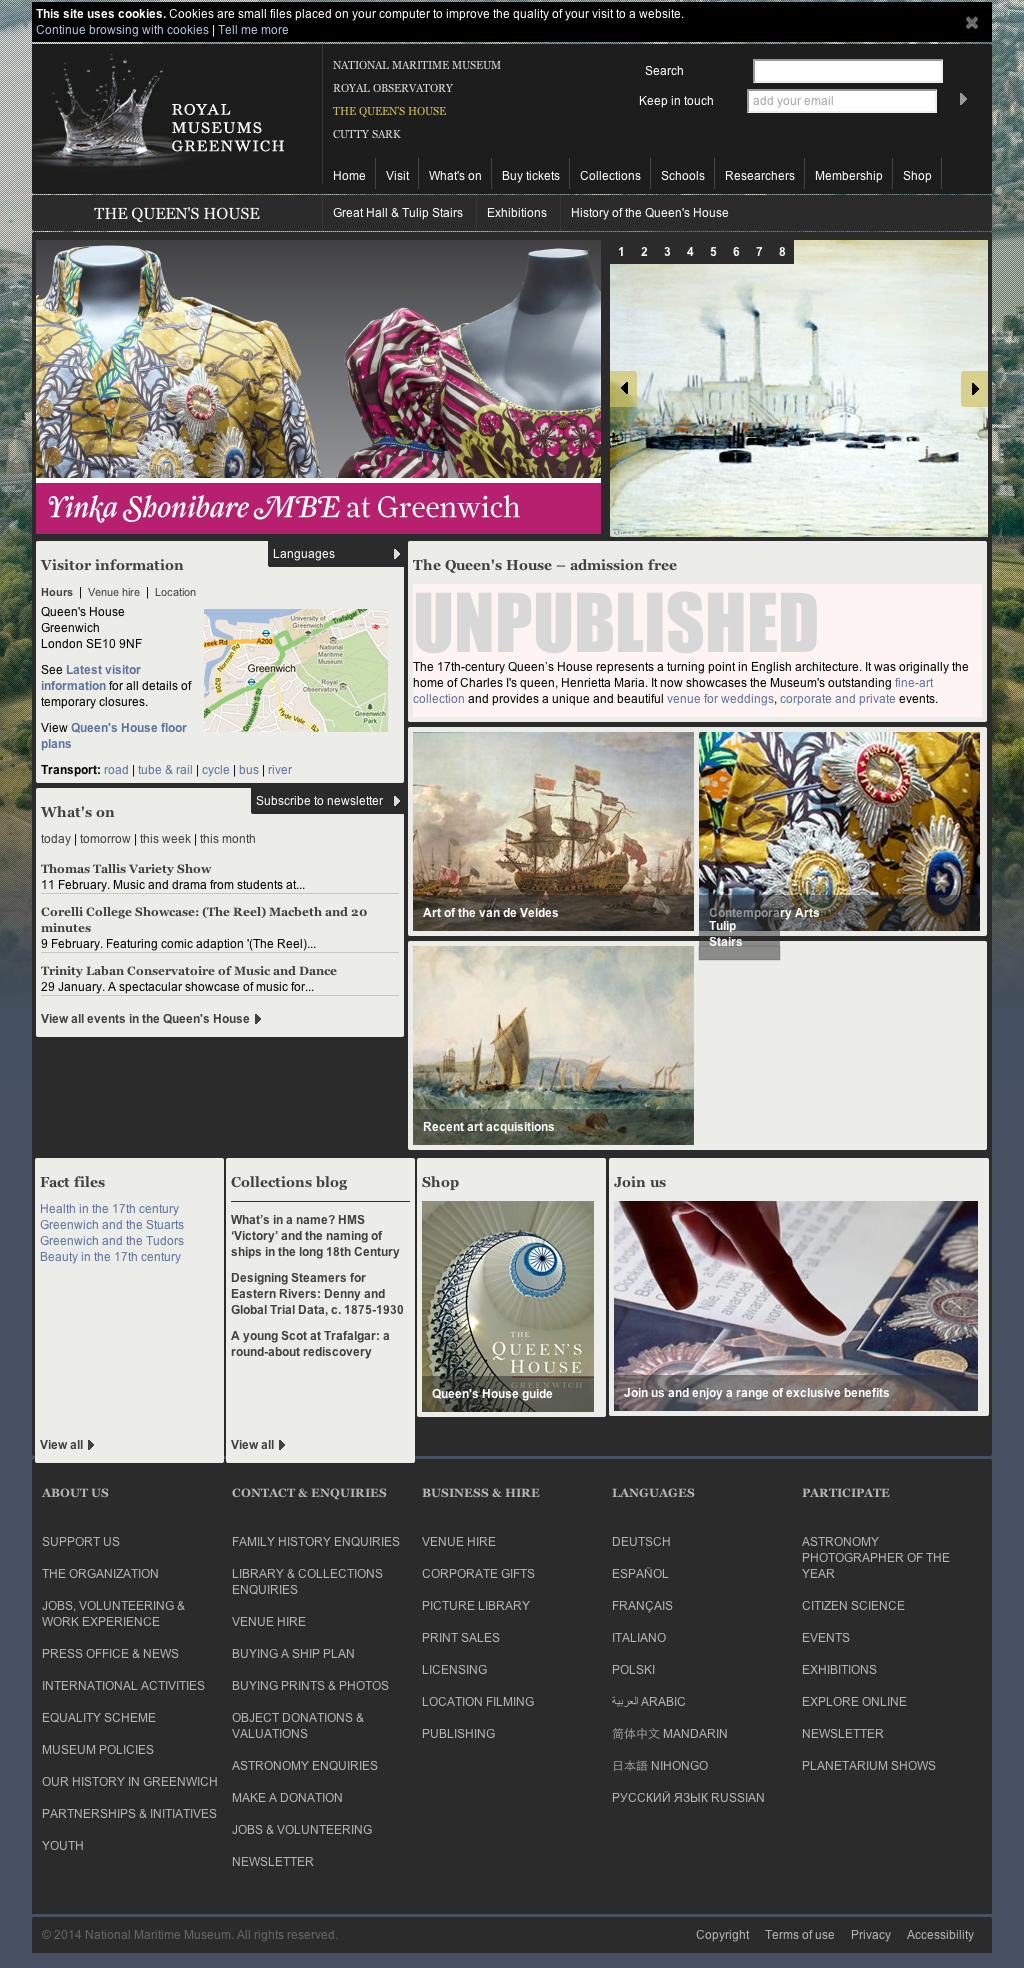 This site uses cookies. Cookies are small files placed on your computer to improve the quality of your visit to a website.
Continue browsing with cookies | Tell me more
ROYAL
MUSEUMS
GREENWICH
NATIONAL MARITIME MUSEUM
ROYAL OBSERVATORY
THE QUEEN'S HOUSE
CUTTY SARK
Search
Keep in touch
add your email
Home
Visit
What's on
Buy tickets
Collections
Schools
Researchers
Membership
Shop
THE QUEEN'S HOUSE
Great Hall & Tulip Stairs
Exhibitions
History of the Queen's House
Yinka Shonibare MBE at Greenwich
1 2 3 4 5 6 7 8
Languages
Visitor information
Hours | Venue hire | Location
Queen's House
Greenwich
London SE10 9NF
See Latest visitor
information for all details of
temporary closures.
View Queen's House floor
plans
Transport: road | tube & rail | cycle | bus | river
University of
Greenwich
Trafalgar Rd
reek Rd
A200
Norman Rd
National
Maritime
Museum
Greenwich
B208
Royal
Observatory
Greenwich
Park
The Queen's House – admission free
UNPUBLISHED
The 17th-century Queen's House represents a turning point in English architecture. It was originally the
home of Charles I's queen, Henrietta Maria. It now showcases the Museum's outstanding fine-art
collection and provides a unique and beautiful venue for weddings, corporate and private events.
Subscribe to newsletter
What's on
today | tomorrow | this week | this month
Thomas Tallis Variety Show
11 February. Music and drama from students at...
Corelli College Showcase: (The Reel) Macbeth and 20
minutes
9 February. Featuring comic adaption '(The Reel)...
Trinity Laban Conservatoire of Music and Dance
29 January. A spectacular showcase of music for...
View all events in the Queen's House
Art of the van de Veldes
Contemporary Arts
Tulip
Stairs
Recent art acquisitions
Fact files
Health in the 17th century
Greenwich and the Stuarts
Greenwich and the Tudors
Beauty in the 17th century
View all
Collections blog
What's in a name? HMS
‘Victory’ and the naming of
ships in the long 18th Century
Designing Steamers for
Eastern Rivers: Denny and
Global Trial Data, c. 1875-1930
A young Scot at Trafalgar: a
round-about rediscovery
View all
Shop
THE
QUEEN'S
HOUSE
GREENWICH
Queen's House guide
Join us
Join us and enjoy a range of exclusive benefits
ABOUT US
SUPPORT US
THE ORGANIZATION
JOBS, VOLUNTEERING &
WORK EXPERIENCE
PRESS OFFICE & NEWS
INTERNATIONAL ACTIVITIES
EQUALITY SCHEME
MUSEUM POLICIES
OUR HISTORY IN GREENWICH
PARTNERSHIPS & INITIATIVES
YOUTH
CONTACT & ENQUIRIES
FAMILY HISTORY ENQUIRIES
LIBRARY & COLLECTIONS
ENQUIRIES
VENUE HIRE
BUYING A SHIP PLAN
BUYING PRINTS & PHOTOS
OBJECT DONATIONS &
VALUATIONS
ASTRONOMY ENQUIRIES
MAKE A DONATION
JOBS & VOLUNTEERING
NEWSLETTER
BUSINESS & HIRE
VENUE HIRE
CORPORATE GIFTS
PICTURE LIBRARY
PRINT SALES
LICENSING
LOCATION FILMING
PUBLISHING
LANGUAGES
DEUTSCH
ESPAÑOL
FRANÇAIS
ITALIANO
POLSKI
العربية ARABIC
简体中文 MANDARIN
日本語 NIHONGO
РУССКИЙ ЯЗЫК RUSSIAN
PARTICIPATE
ASTRONOMY
PHOTOGRAPHER OF THE
YEAR
CITIZEN SCIENCE
EVENTS
EXHIBITIONS
EXPLORE ONLINE
NEWSLETTER
PLANETARIUM SHOWS
© 2014 National Maritime Museum. All rights reserved.
Copyright
Terms of use
Privacy
Accessibility